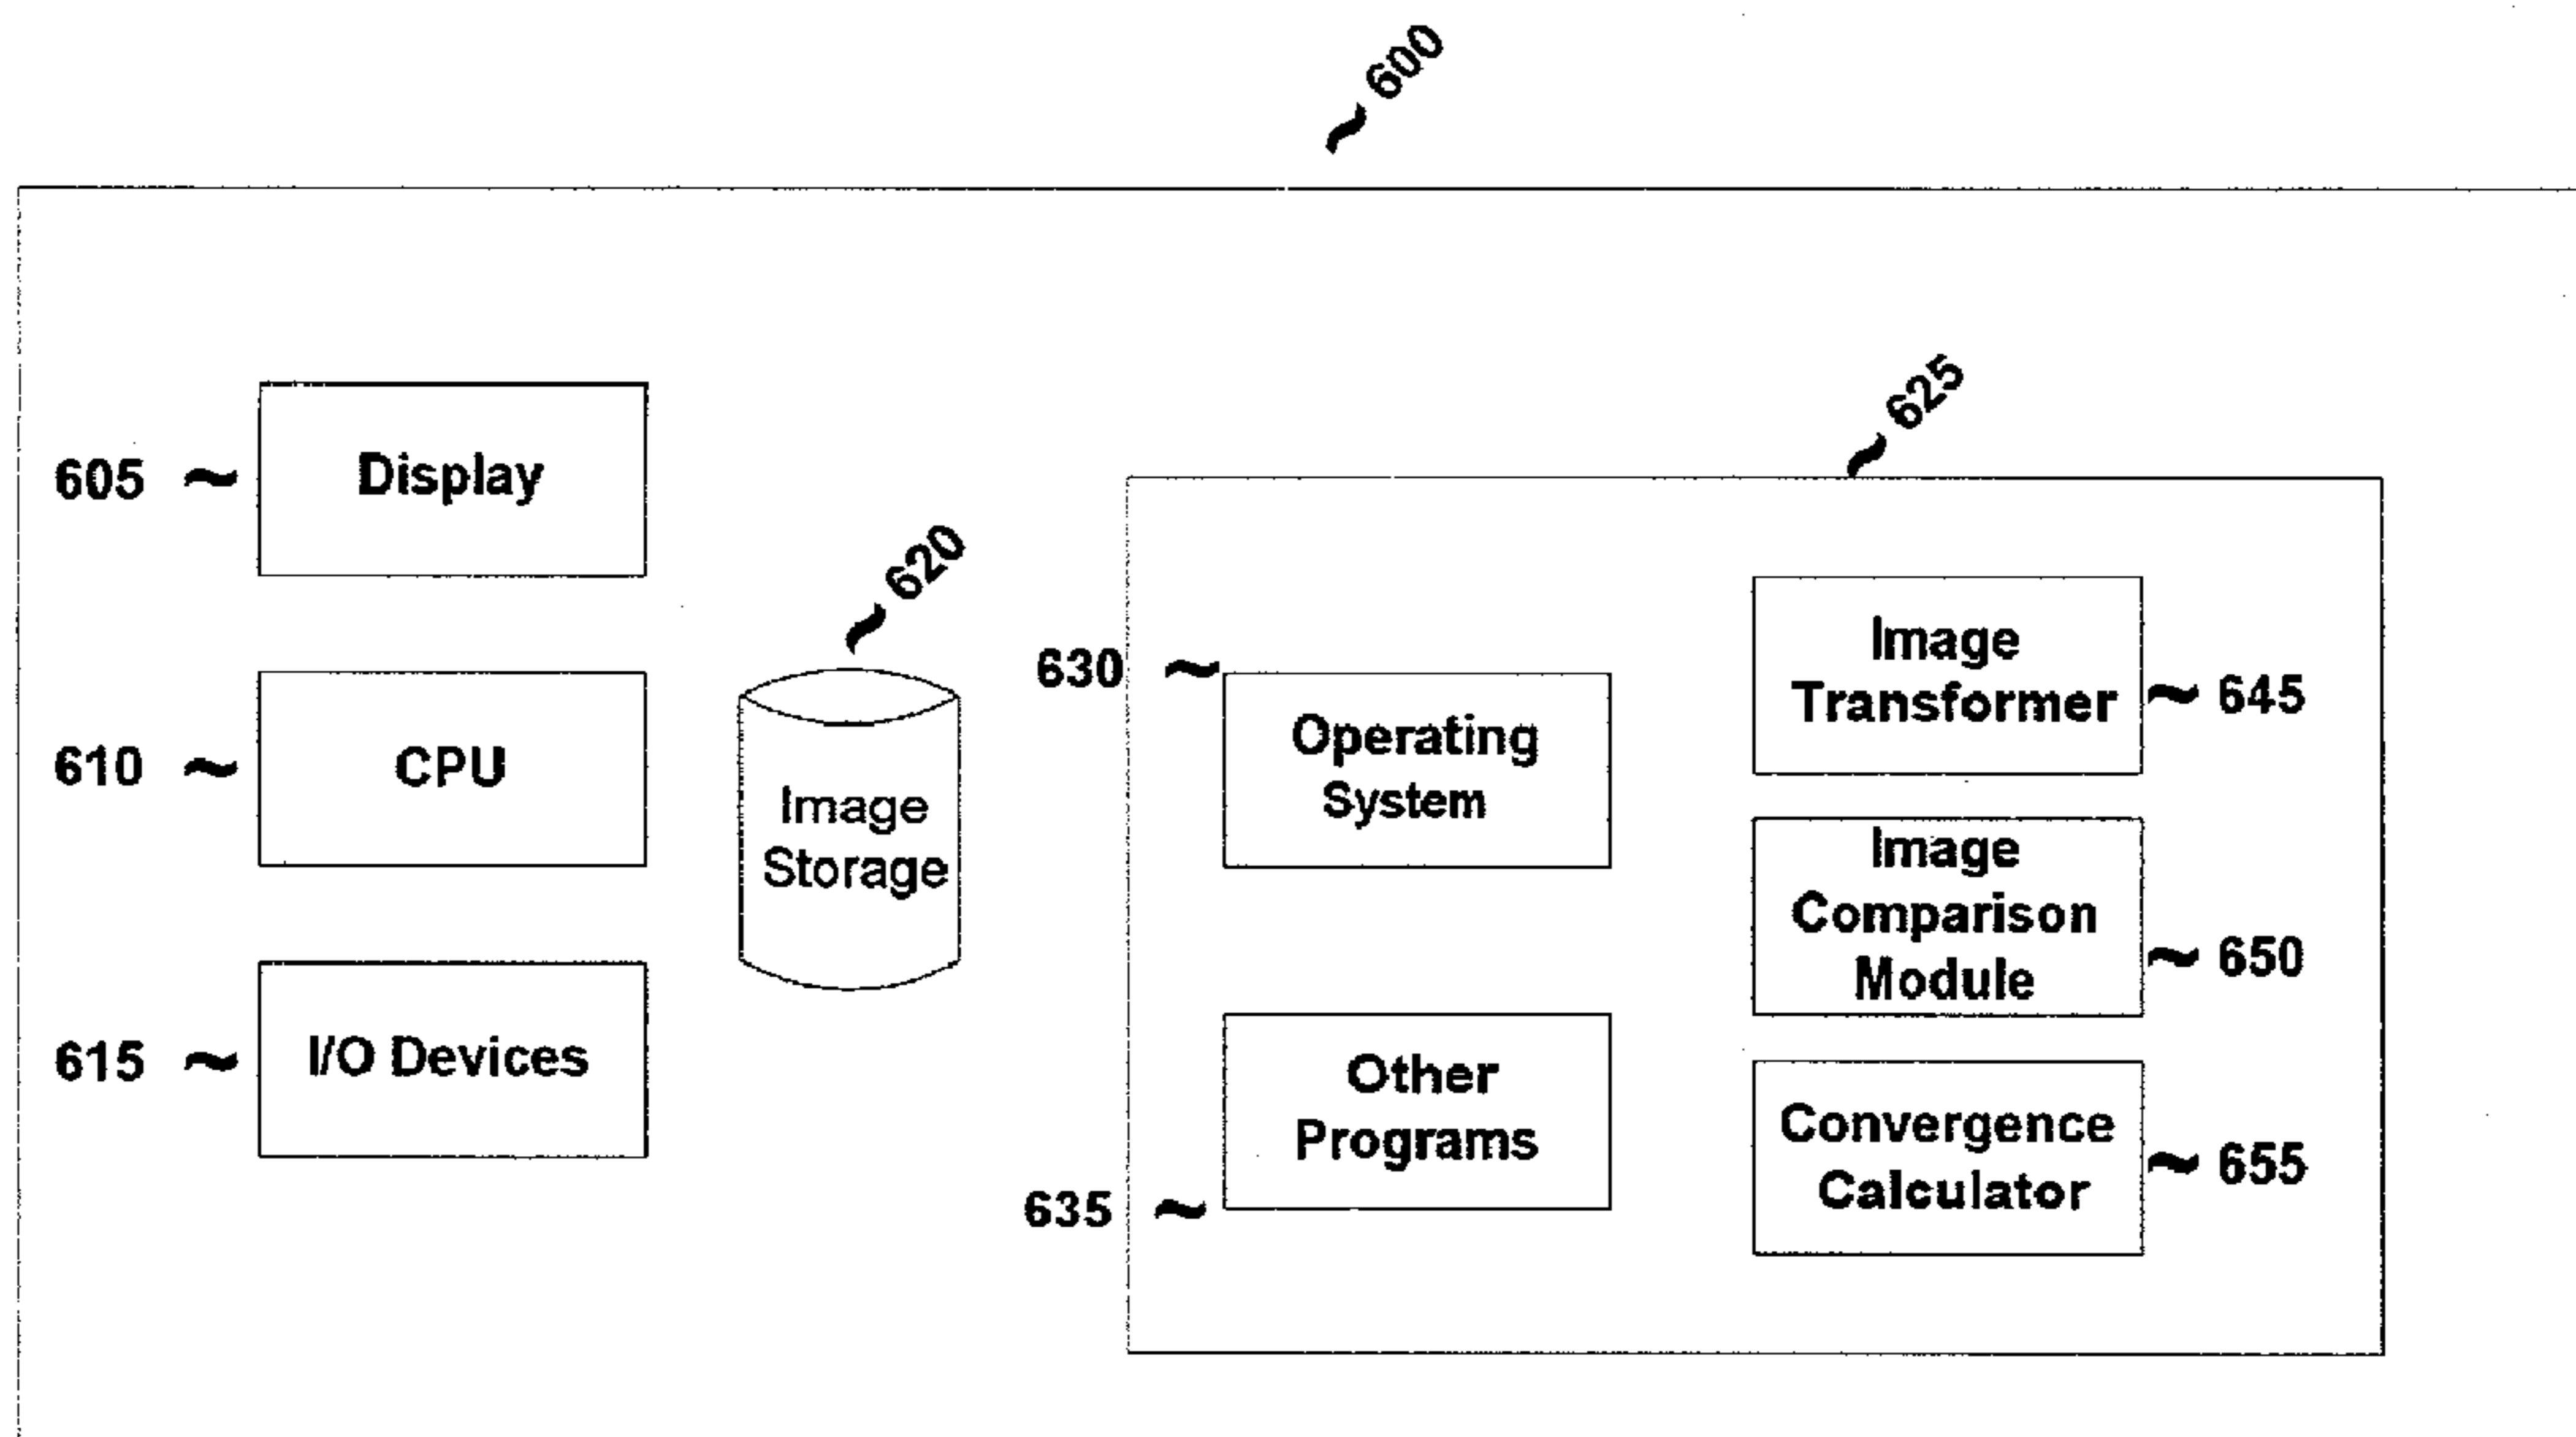 600
625
605 ~ Display
620
Image
Transformer
630 ~
~ 645
Operating
System
610 ~ CPU
Image
Storage
Image
Comparison
Module
~ 650
615 ~ I/O Devices
Other
Programs
635 ~
Convergence
Calculator
~ 655